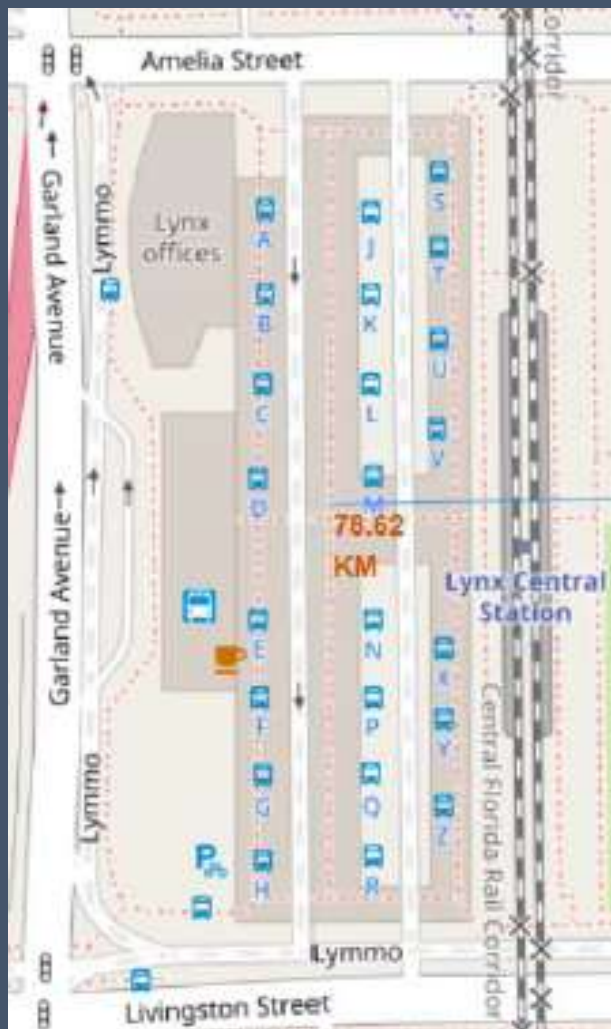 Corridor
Amelia Street
Garland Avenue
Lymmo
Lynx
offices
A
B
C
D
J
K
L
M
S
T
U
V
78.62
KM
Garland Avenue
Lynx Central
Station
E
F
G
H
N
P
Q
R
X
Y
Z
P
Central Florida Rail Corridor
Lymmo
Lymmo
Livingston Street